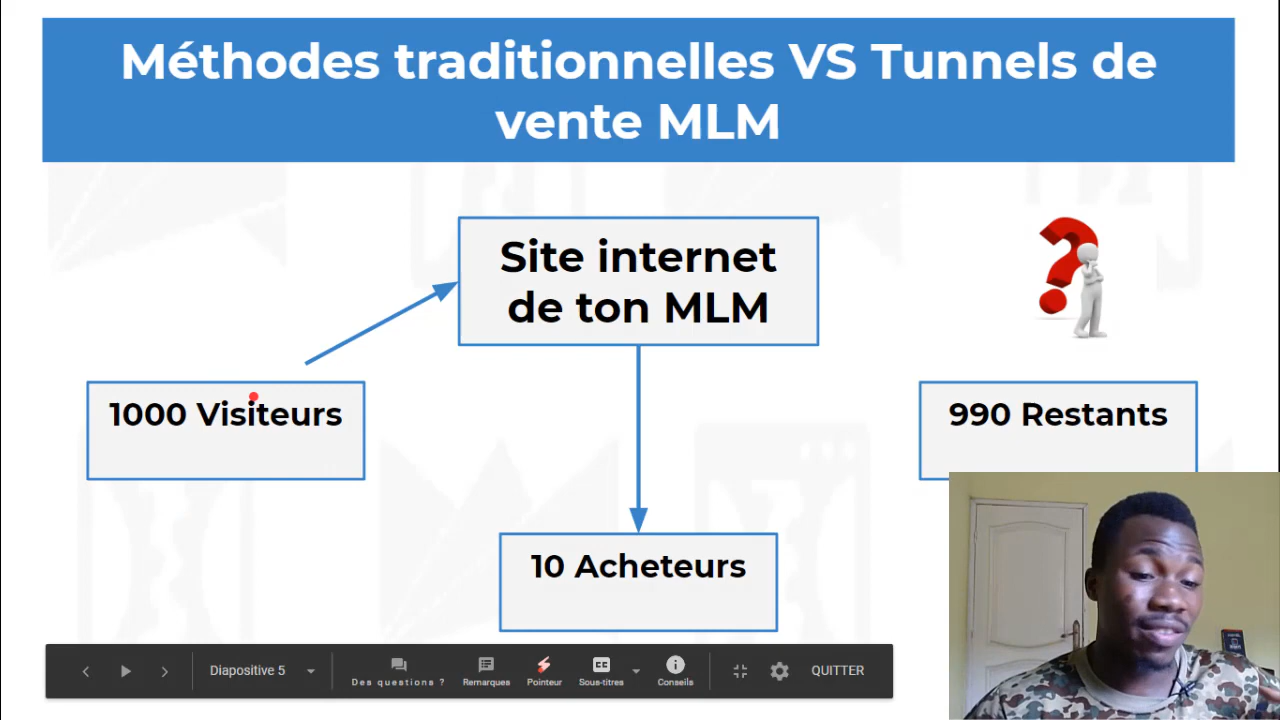 Méthodes traditionnelles VS Tunnels de
vente MLM
Site internet
de ton MLM
1000 Visiteurs
990 Restants
10 Acheteurs
Diapositive 5
Des questions ?
Remarques
Pointeur
CC
Sous-titres
Conseils
QUITTER